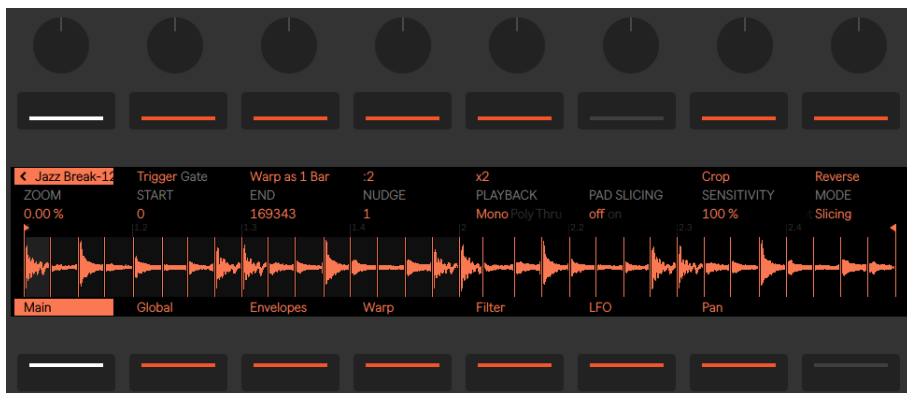 < Jazz Break-12 Trigger Gate Warp as 1 Bar :2 x2 Crop Reverse
ZOOM START END NUDGE PLAYBACK PAD SLICING SENSITIVITY MODE
0.00 % 0 169343 1 Mono Poly Thru off on 100 % t Slicing
1.2 1.3 1.4 2 2.2 2.3 2.4
Main Global Envelopes Warp Filter LFO Pan